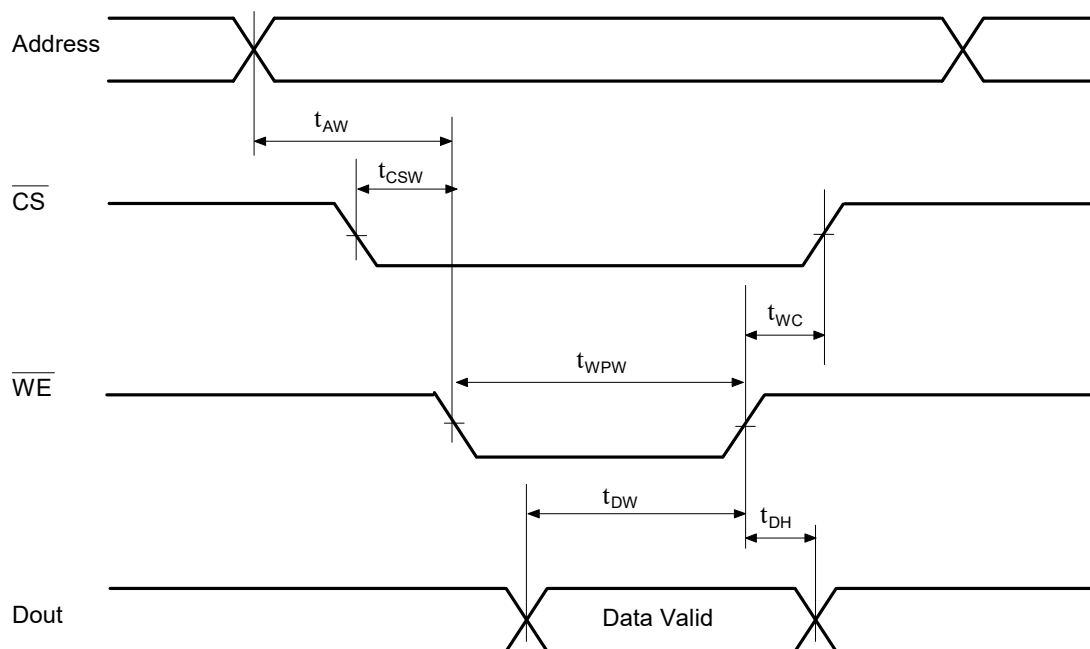 Address
tAW
tCSW
CS
tWC
tWPW
WE
tDW
tDH
Dout
Data Valid